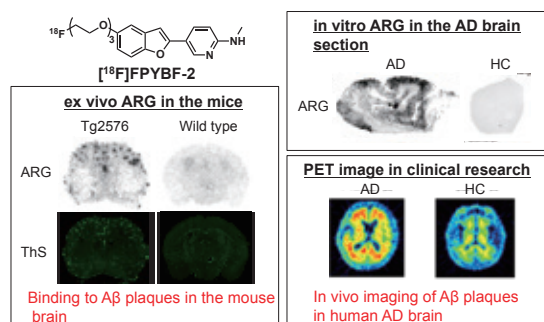 18F
O
3
O
N
N
H
[18F]FPYBF-2
ex vivo ARG in the mice
Tg2576 Wild type
ARG
ThS
Binding to Aβ plaques in the mouse
brain
in vitro ARG in the AD brain
section
AD HC
ARG
PET image in clinical research
AD HC
In vivo imaging of Aβ plaques
in human AD brain